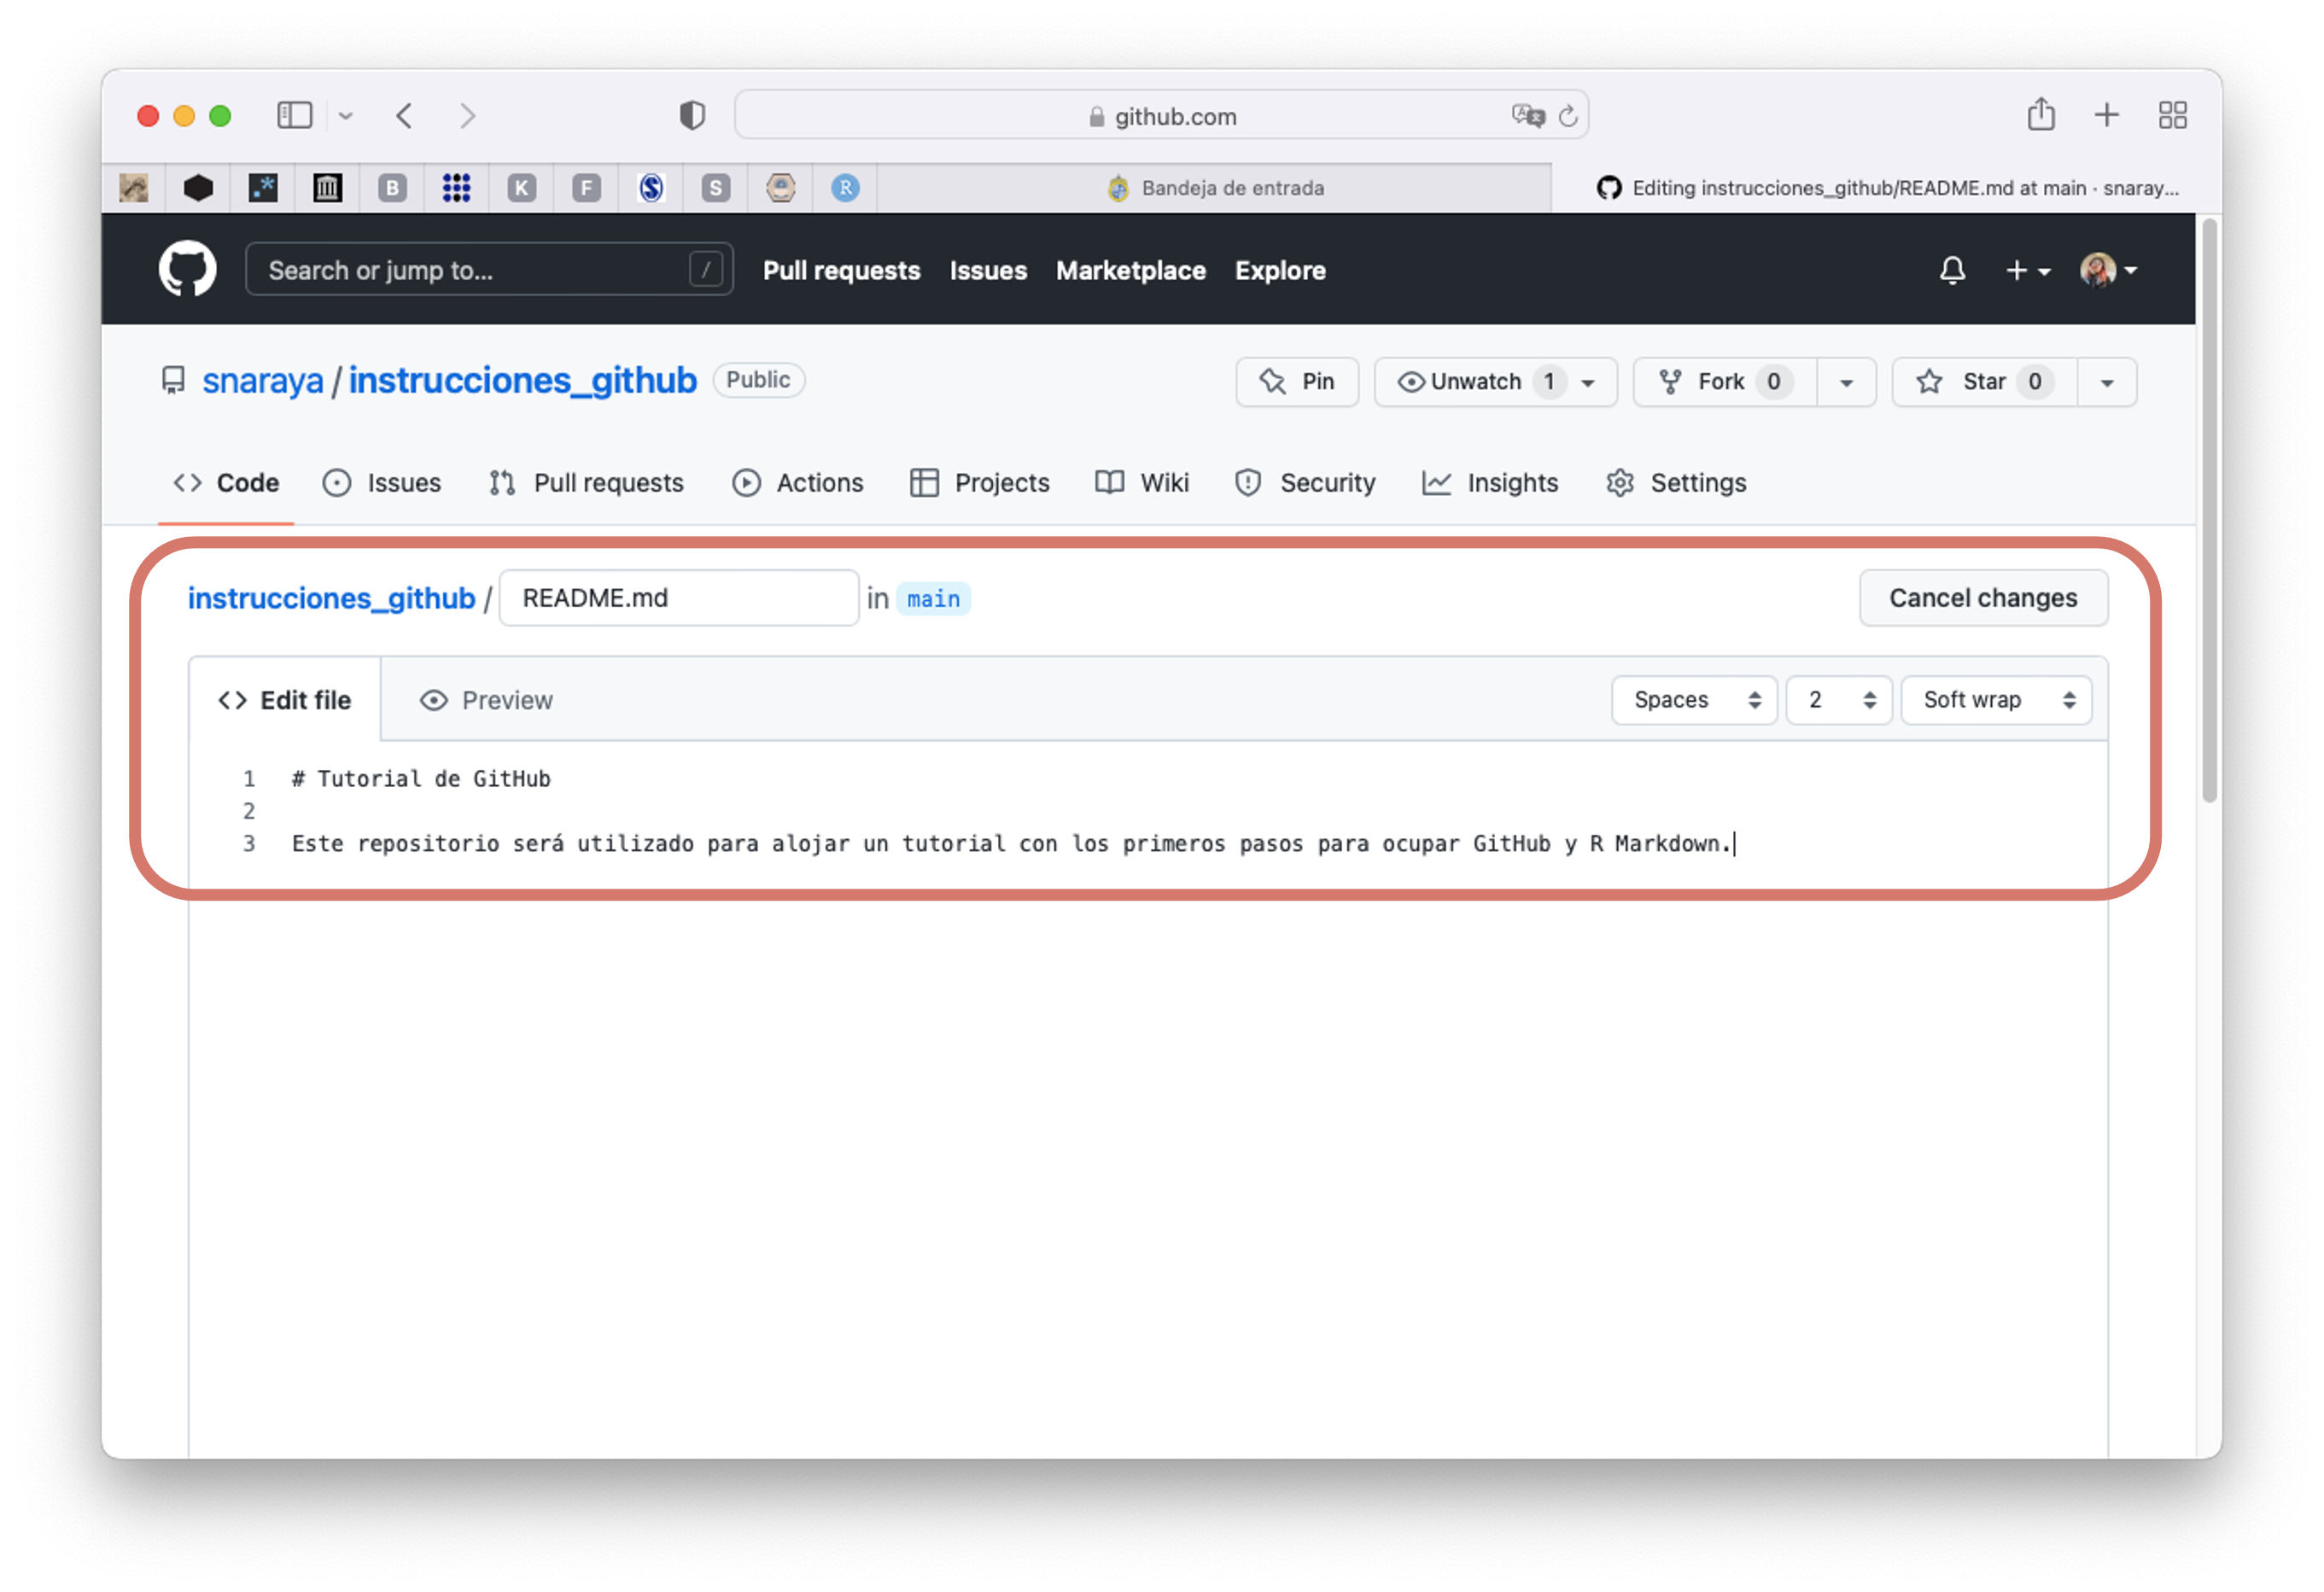 github.com
B
K
F
S
S
R
Bandeja de entrada
Editing instrucciones_github/README.md at main · snaray...
Search or jump to...
/
Pull requests
Issues
Marketplace
Explore
snaraya / instrucciones_github
Public
Pin
Unwatch 1
Fork 0
Star 0
Code
Issues
Pull requests
Actions
Projects
Wiki
Security
Insights
Settings
instrucciones_github / README.md in main
Cancel changes
Edit file
Preview
Spaces
2
Soft wrap
1 # Tutorial de GitHub
2
3 Este repositorio será utilizado para alojar un tutorial con los primeros pasos para ocupar GitHub y R Markdown.